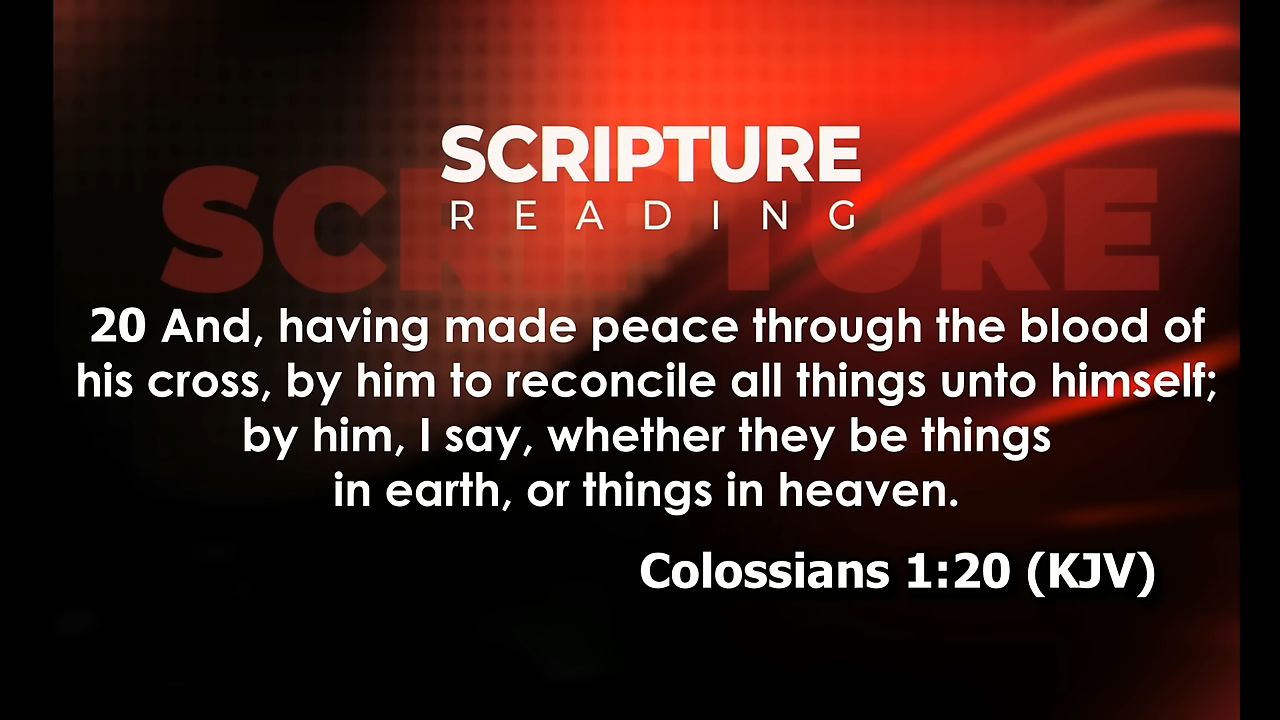 SCRIPTURE
SCRIPTURE
READING
20 And, having made peace through the blood of
his cross, by him to reconcile all things unto himself;
by him, I say, whether they be things
in earth, or things in heaven.
Colossians 1:20 (KJV)